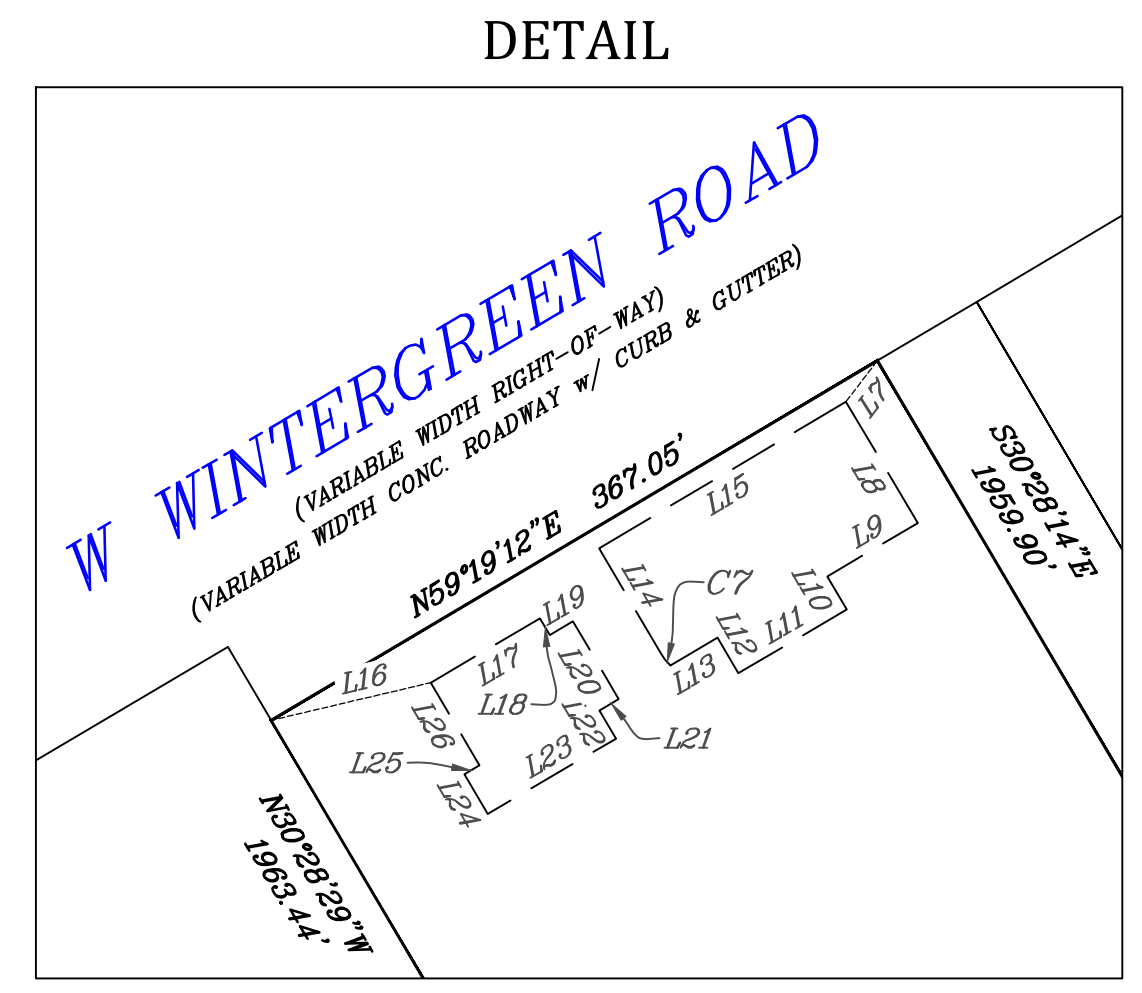 DETAIL
W WINTERGREEN ROAD
(VARIABLE WIDTH RIGHT-OF-WAY)
(VARIABLE WIDTH CONC. ROADWAY w/ CURB & GUTTER)
N59°19'12"E 367.05'
L7
L8
L9
L10
L11
L12
L13
C7
L14
L15
S30°28'14"E
1959.90'
L16
L17
L18
L19
L20
L21
L22
L23
L24
L25
L26
N30°28'29"W
1963.44'